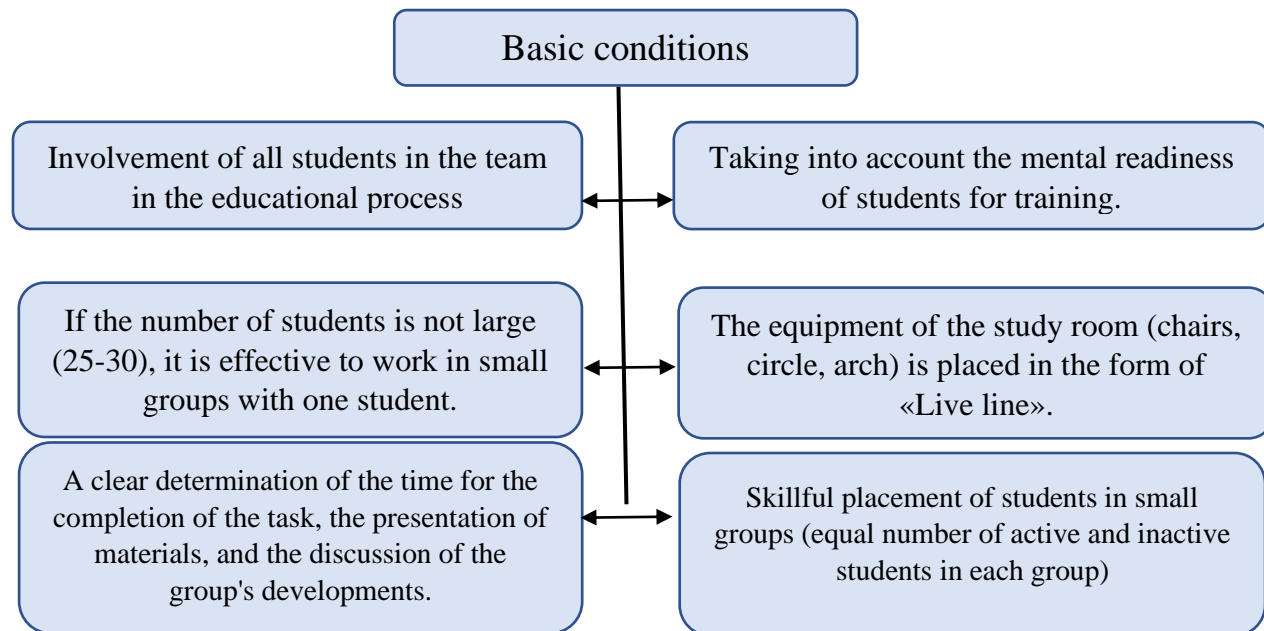 Basic conditions
Involvement of all students in the team
in the educational process
Taking into account the mental readiness
of students for training.
If the number of students is not large
(25-30), it is effective to work in small
groups with one student.
The equipment of the study room (chairs,
circle, arch) is placed in the form of
«Live line».
A clear determination of the time for the
completion of the task, the presentation of
materials, and the discussion of the
group's developments.
Skillful placement of students in small
groups (equal number of active and inactive
students in each group)